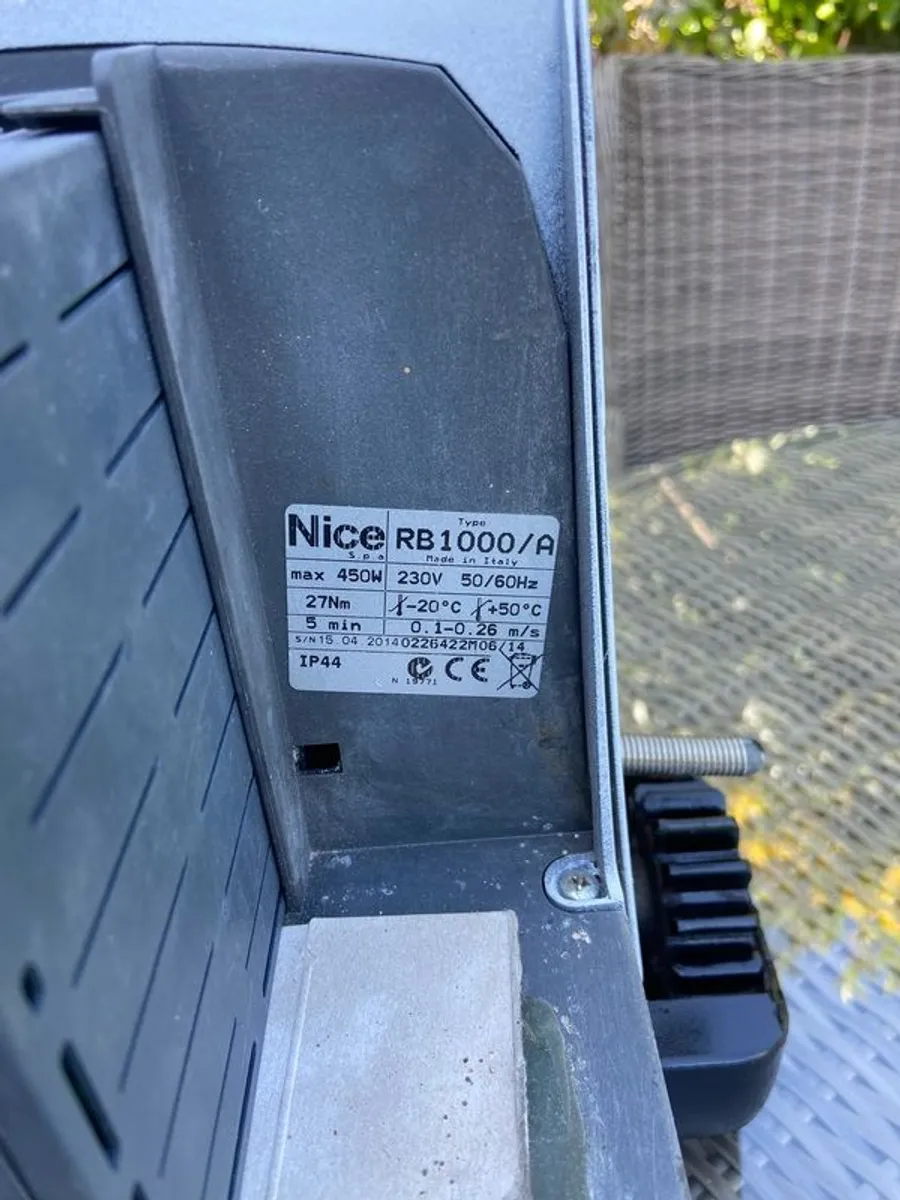 Nice
S.p.a
Type
RB1000/A
Made in Italy
max 450W
230V 50/60Hz
27Nm
-20°C +50°C
5 min
0.1-0.26 m/s
S/N 15.04.20140226422M06/14
IP44
N 19771
CE